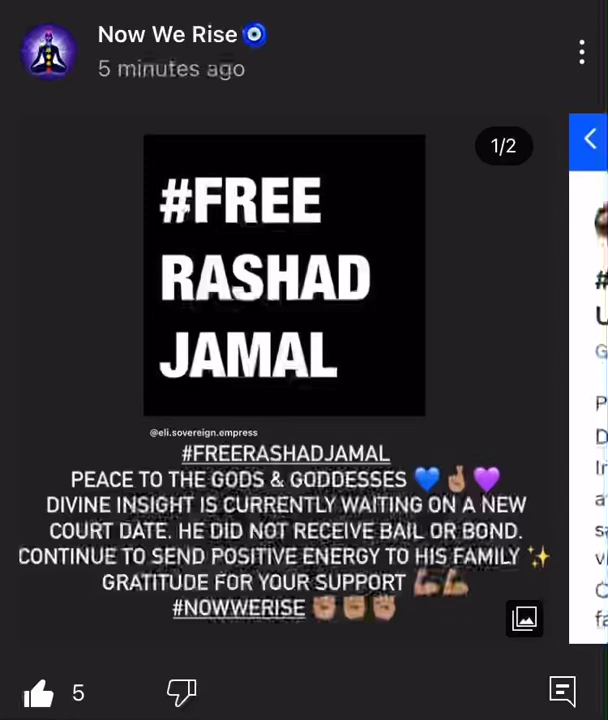 Now We Rise🧿
5 minutes ago
1/2
#FREE
RASHAD
JAMAL
@eli.sovereign.empress
#FREERASHADJAMAL
PEACE TO THE GODS & GODDESSES 💙🤞🏽💜
DIVINE INSIGHT IS CURRENTLY WAITING ON A NEW
COURT DATE. HE DID NOT RECEIVE BAIL OR BOND.
CONTINUE TO SEND POSITIVE ENERGY TO HIS FAMILY ✨
GRATITUDE FOR YOUR SUPPORT 💪🏽💪🏽
#NOWWERISE ✊🏽✊🏽✊🏽
5